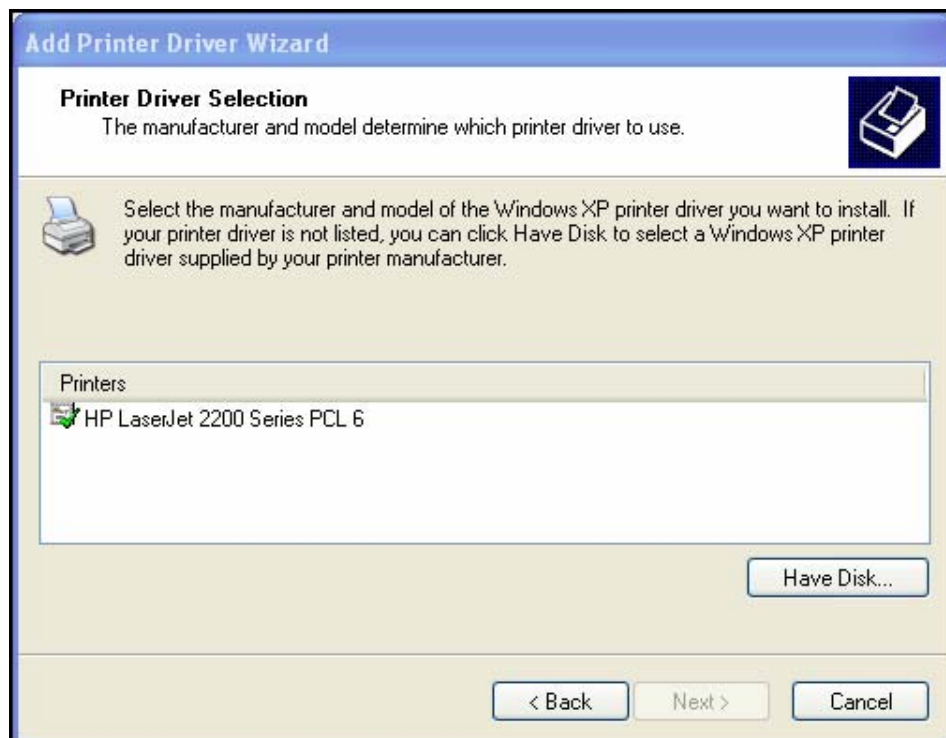 Add Printer Driver Wizard
Printer Driver Selection
The manufacturer and model determine which printer driver to use.
Select the manufacturer and model of the Windows XP printer driver you want to install. If
your printer driver is not listed, you can click Have Disk to select a Windows XP printer
driver supplied by your printer manufacturer.
Printers
HP LaserJet 2200 Series PCL 6
Have Disk...
< Back
Next >
Cancel